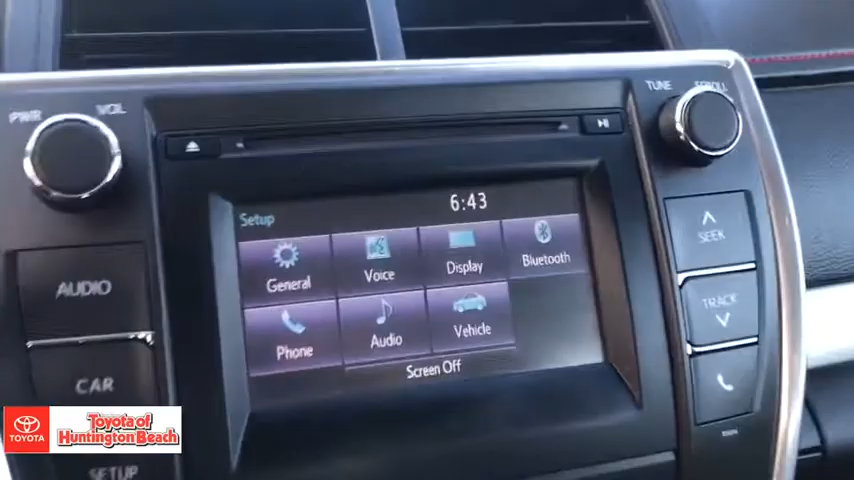 PWR VOL
TUNE SCROLL
6:43
Setup
General Voice Display Bluetooth
Phone Audio Vehicle
Screen Off
AUDIO
CAR
SETUP
SEEK
TRACK
TOYOTA
Toyota of
Huntington Beach